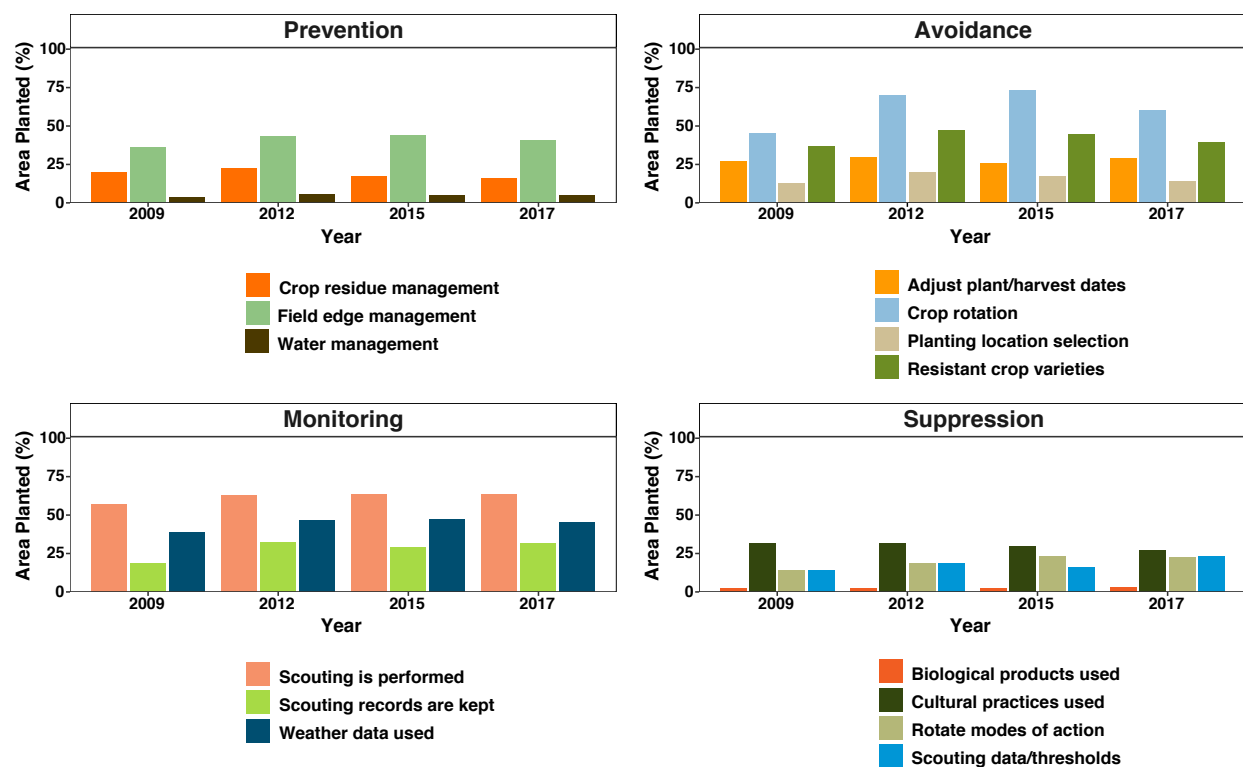 Prevention
Area Planted (%)
100
75
50
25
0
2009 2012 2015 2017
Year
Crop residue management
Field edge management
Water management
Avoidance
Area Planted (%)
100
75
50
25
0
2009 2012 2015 2017
Year
Adjust plant/harvest dates
Crop rotation
Planting location selection
Resistant crop varieties
Monitoring
Area Planted (%)
100
75
50
25
0
2009 2012 2015 2017
Year
Scouting is performed
Scouting records are kept
Weather data used
Suppression
Area Planted (%)
100
75
50
25
0
2009 2012 2015 2017
Year
Biological products used
Cultural practices used
Rotate modes of action
Scouting data/thresholds